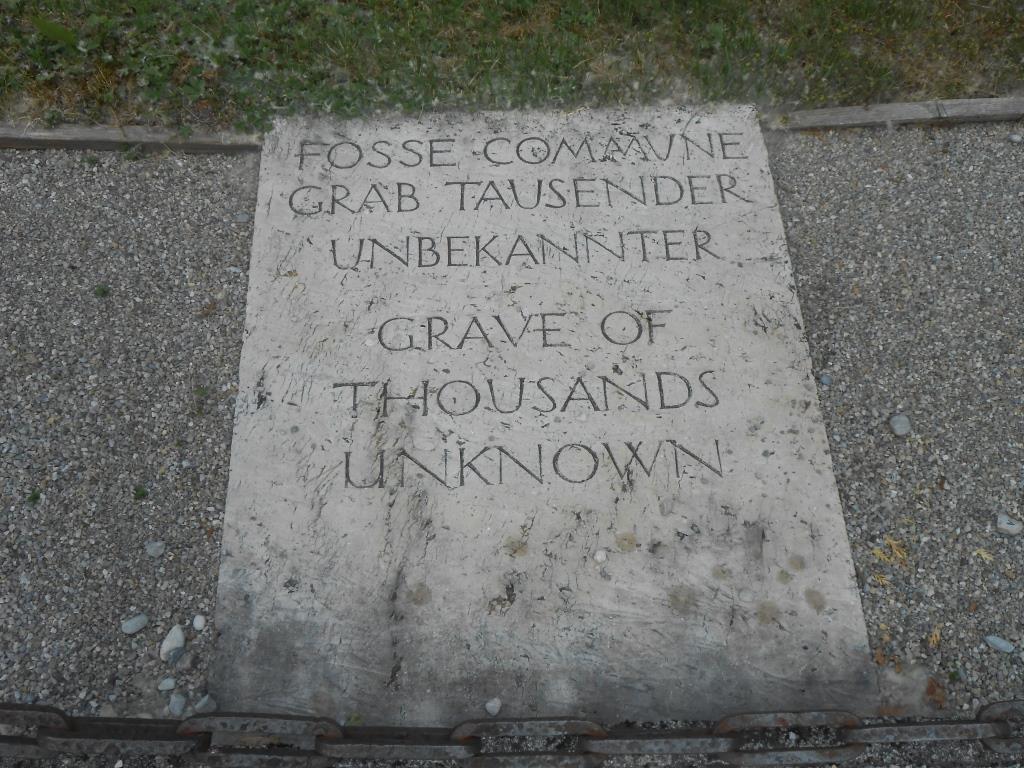 FOSSE COMMUNE
GRAB TAUSENDER
UNBEKANNTER
GRAVE OF
THOUSANDS
UNKNOWN